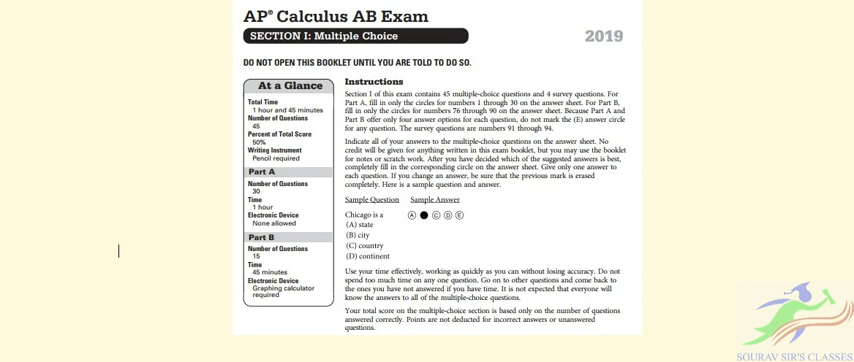 AP® Calculus AB Exam
SECTION I: Multiple Choice
2019
DO NOT OPEN THIS BOOKLET UNTIL YOU ARE TOLD TO DO SO.
At a Glance
Total Time
1 hour and 45 minutes
Number of Questions
45
Percent of Total Score
50%
Writing Instrument
Pencil required
Part A
Number of Questions
30
Time
1 hour
Electronic Device
None allowed
Part B
Number of Questions
15
Time
45 minutes
Electronic Device
Graphing calculator
required
Instructions
Section I of this exam contains 45 multiple-choice questions and 4 survey questions. For
Part A, fill in only the circles for numbers 1 through 30 on the answer sheet. For Part B,
fill in only the circles for numbers 76 through 90 on the answer sheet. Because Part A and
Part B offer only four answer options for each question, do not mark the (E) answer circle
for any question. The survey questions are numbers 91 through 94.
Indicate all of your answers to the multiple-choice questions on the answer sheet. No
credit will be given for anything written in this exam booklet, but you may use the booklet
for notes or scratch work. After you have decided which of the suggested answers is best,
completely fill in the corresponding circle on the answer sheet. Give only one answer to
each question. If you change an answer, be sure that the previous mark is erased
completely. Here is a sample question and answer.
Sample Question Sample Answer
Chicago is a Ⓐ ● Ⓒ Ⓓ Ⓔ
(A) state
(B) city
(C) country
(D) continent
Use your time effectively, working as quickly as you can without losing accuracy. Do not
spend too much time on any one question. Go on to other questions and come back to
the ones you have not answered if you have time. It is not expected that everyone will
know the answers to all of the multiple-choice questions.
Your total score on the multiple-choice section is based only on the number of questions
answered correctly. Points are not deducted for incorrect answers or unanswered
questions.
SOURAV SIR'S CLASSES